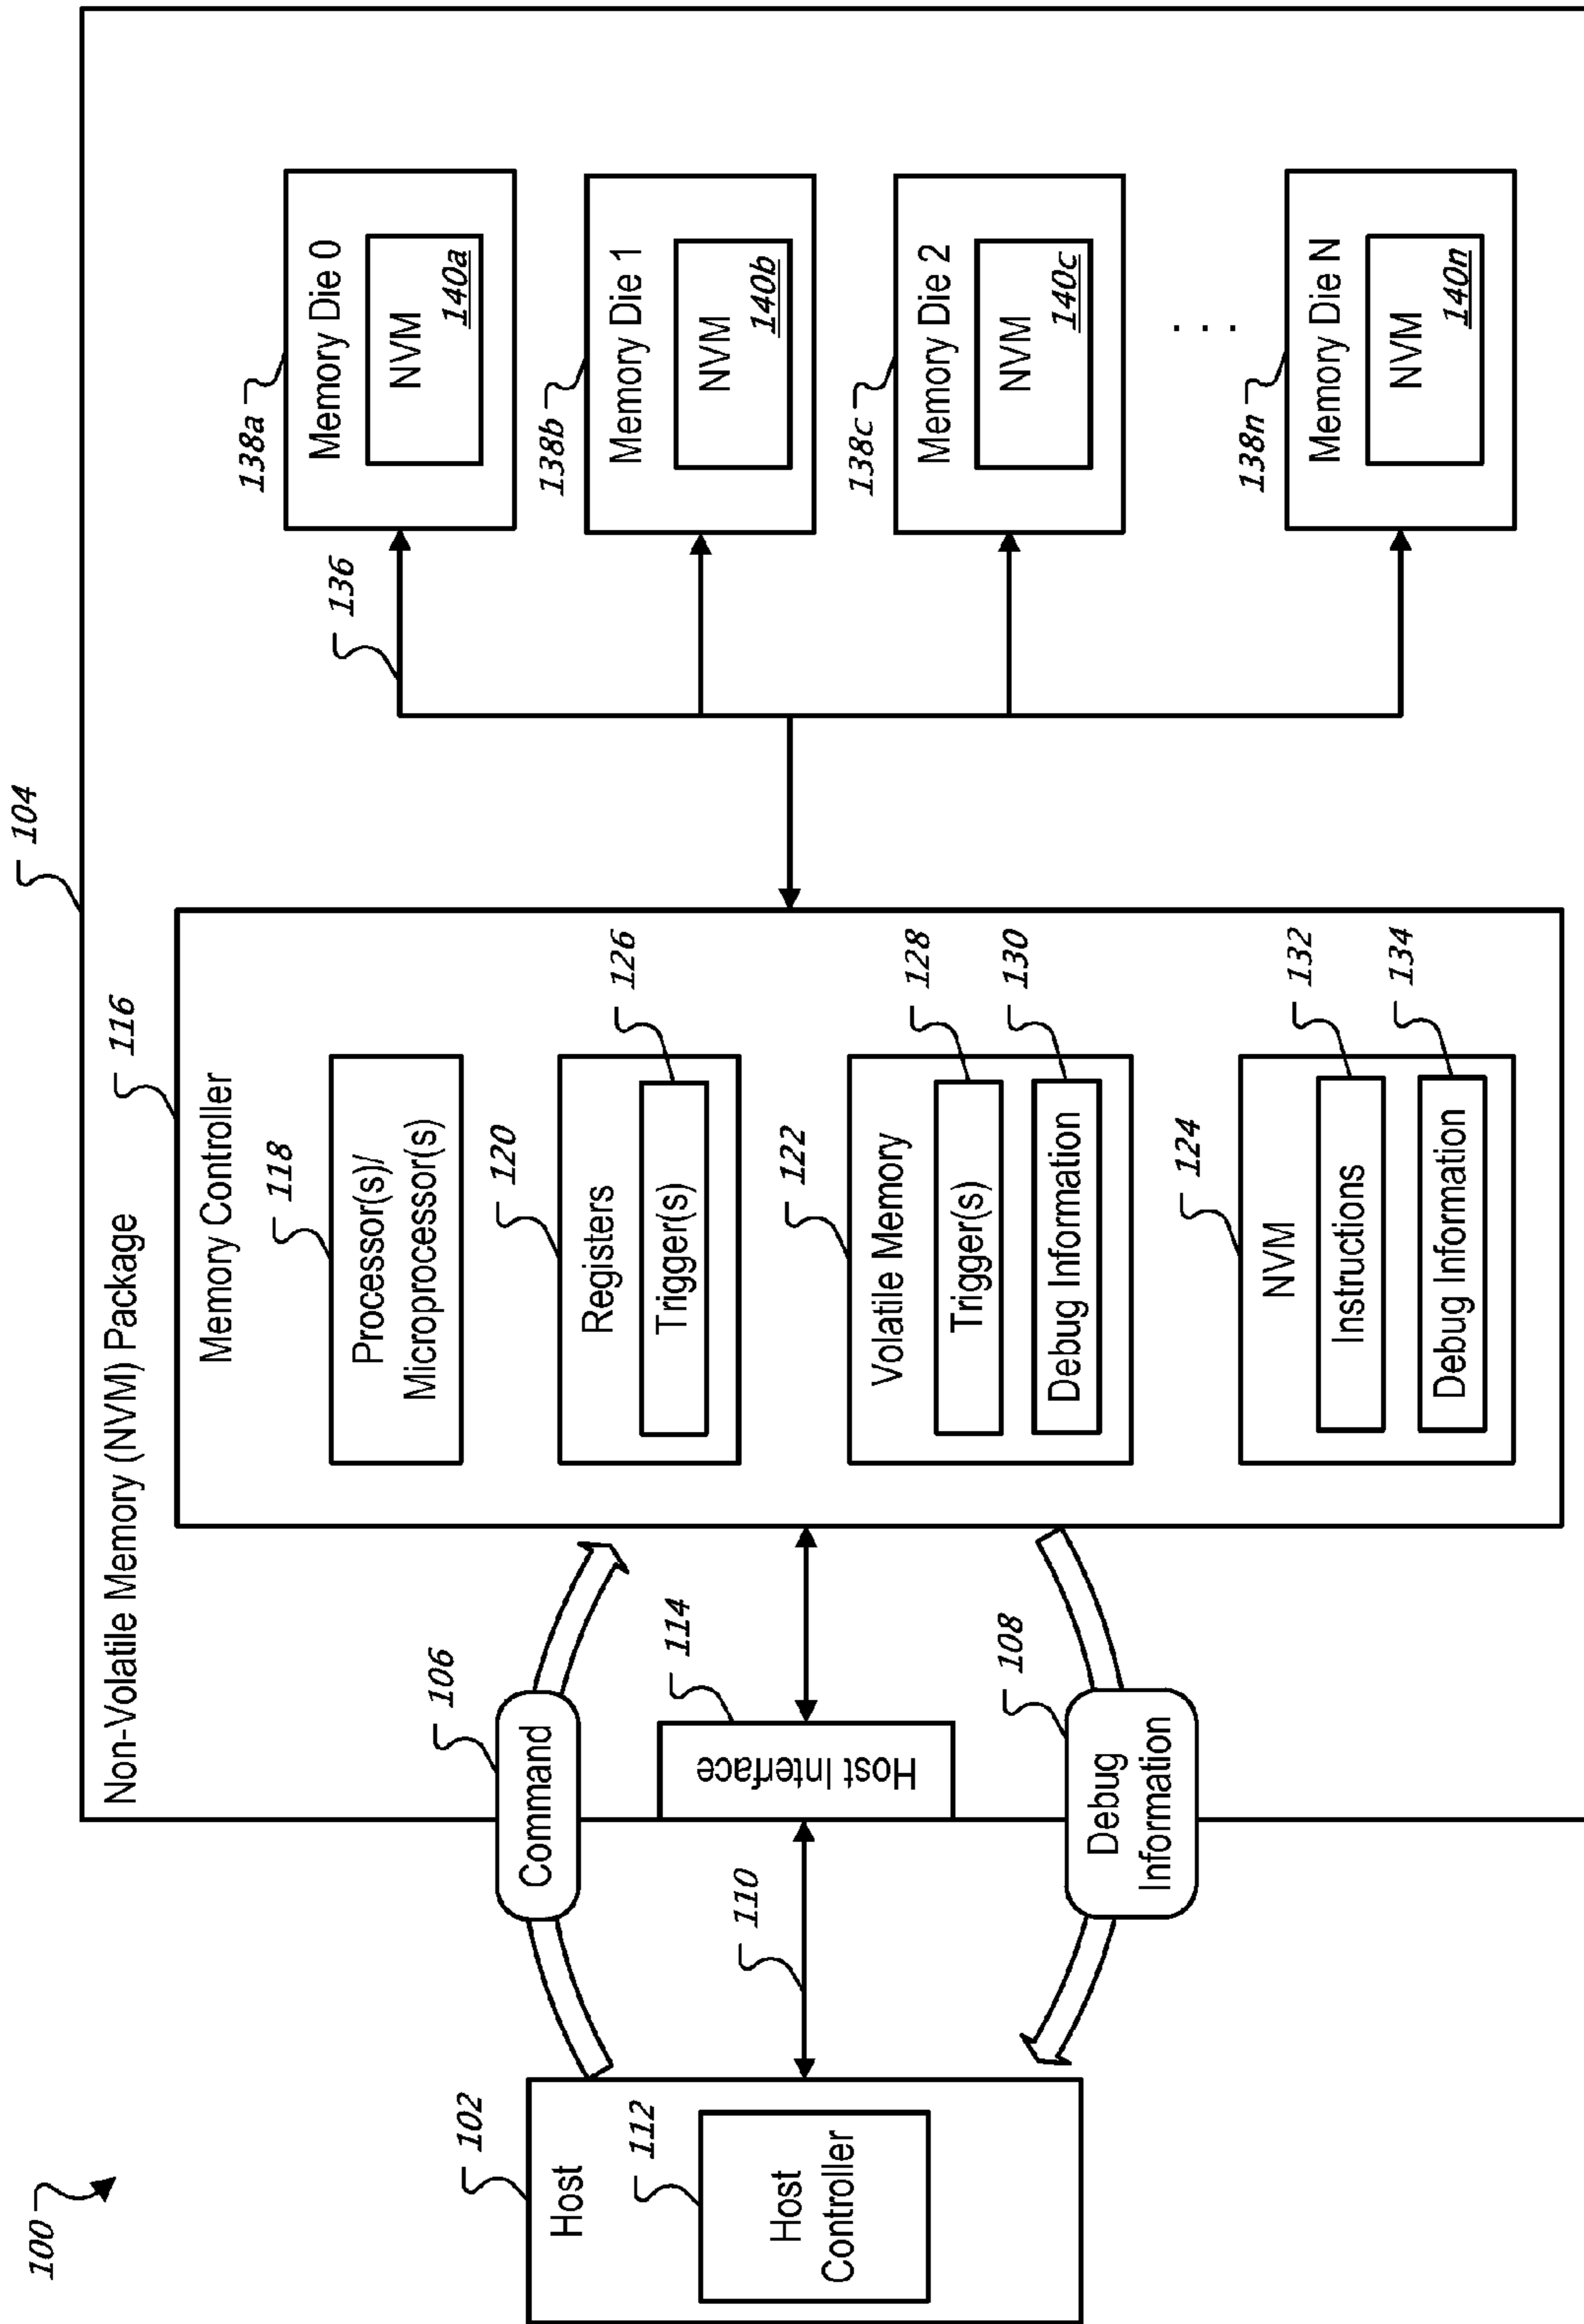 100
104
Non-Volatile Memory (NVM) Package
102
Host
112
Host
Controller
106
Command
110
114
Host Interface
108
Debug
Information
116
Memory Controller
118
Processor(s)/
Microprocessor(s)
120
Registers
Trigger(s)
126
122
Volatile Memory
Trigger(s)
128
Debug Information
130
124
NVM
Instructions
132
Debug Information
134
136
138a
Memory Die 0
NVM
140a
138b
Memory Die 1
NVM
140b
138c
Memory Die 2
NVM
140c
. . .
138n
Memory Die N
NVM
140n